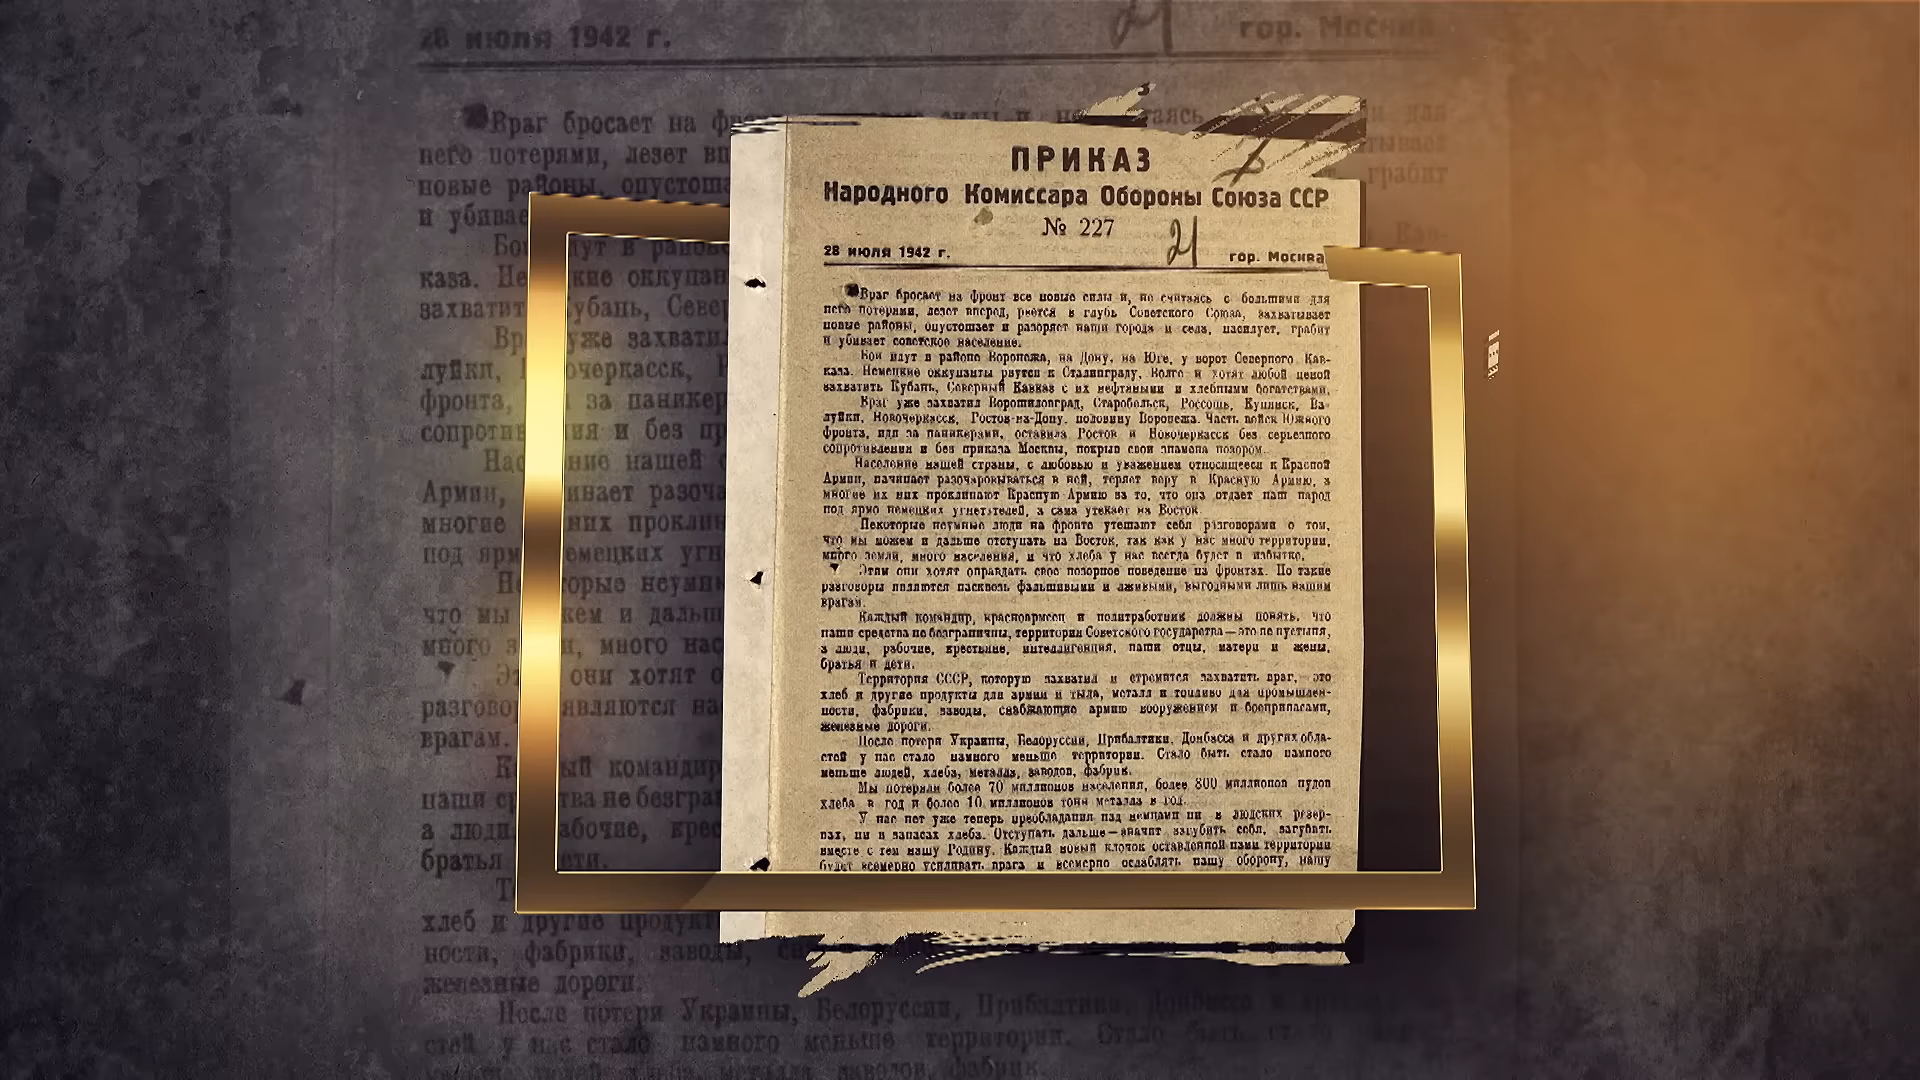 ПРИКАЗ
Народного Комиссара Обороны Союза ССР
№ 227
21
28 июля 1942 г. гор. Москва
Враг бросает на фронт все новые силы и, не считаясь с большими для
него потерями, лезет вперед, рвется в глубь Советского Союза, захватывает
новые районы, опустошает и разоряет наши города и села, насилует, грабит
и убивает советское население.
Бои идут в районе Воронежа, на Дону, на Юге, у ворот Северного Кав-
каза. Немецкие оккупанты рвутся к Сталинграду, Волге и хотят любой ценой
захватить Кубань, Северный Кавказ с их нефтяными и хлебными богатствами.
Враг уже захватил Ворошиловград, Старобельск, Россошь, Купянск, Ва-
луйки, Новочеркасск, Ростов-на-Дону, половину Воронежа. Часть войск Южного
фронта, идя за паникерами, оставила Ростов и Новочеркасск без серьезного
сопротивления и без приказа Москвы, покрыв свои знамена позором.
Население нашей страны, с любовью и уважением относящееся к Красной
Армии, начинает разочаровываться в ней, теряет веру в Красную Армию, а
многие из них проклинают Красную Армию за то, что она отдает наш народ
под ярмо немецких угнетателей, а сама утекает на Восток.
Некоторые неумные люди на фронте утешают себя разговорами о том,
что мы можем и дальше отступать на Восток, так как у нас много территории,
много земли, много населения, и что хлеба у нас всегда будет в избытке.
Этим они хотят оправдать свое позорное поведение на фронтах. Но такие
разговоры являются насквозь фальшивыми и лживыми, выгодными лишь нашим
врагам.
Каждый командир, красноармеец и политработник должны понять, что
наши средства не безграничны, территория Советского государства — это не пустыня,
а люди, рабочие, крестьяне, интеллигенция, наши отцы, матери и жены,
братья и дети.
Территория СССР, которую захватил и стремится захватить враг, — это
хлеб и другие продукты для армии и тыла, металл и топливо для промышлен-
ности, фабрики, заводы, снабжающие армию вооружением и боеприпасами,
железные дороги.
После потери Украины, Белоруссии, Прибалтики, Донбасса и других обла-
стей у нас стало намного меньше территории. Стало быть, стало намного
меньше людей, хлеба, металла, заводов, фабрик.
Мы потеряли более 70 миллионов населения, более 800 миллионов пудов
хлеба в год и более 10 миллионов тонн металла в год.
У нас нет уже теперь преобладания над немцами ни в людских резер-
вах, ни в запасах хлеба. Отступать дальше — значит загубить себя, загубить
вместе с тем нашу Родину. Каждый новый клочок оставленной нами территории
будет всемерно усиливать врага и всемерно ослаблять нашу оборону, нашу